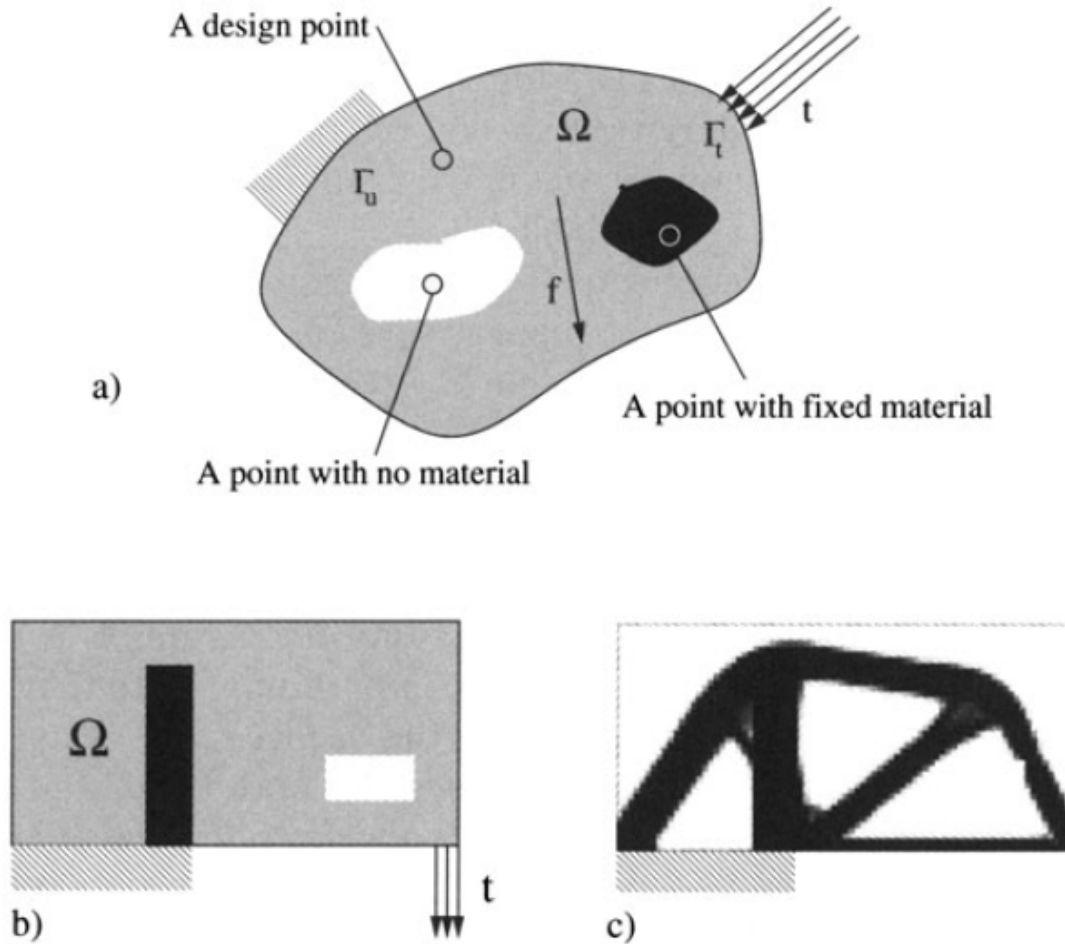 A design point
Ω
t
Γt
Γu
f
a)
A point with fixed material
A point with no material
Ω
t
b)
c)